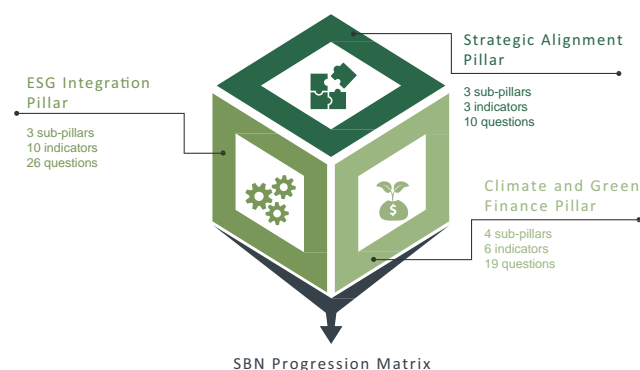 Strategic Alignment
Pillar
3 sub-pillars
3 indicators
10 questions
ESG Integration
Pillar
3 sub-pillars
10 indicators
26 questions
Climate and Green
Finance Pillar
4 sub-pillars
6 indicators
19 questions
$
SBN Progression Matrix